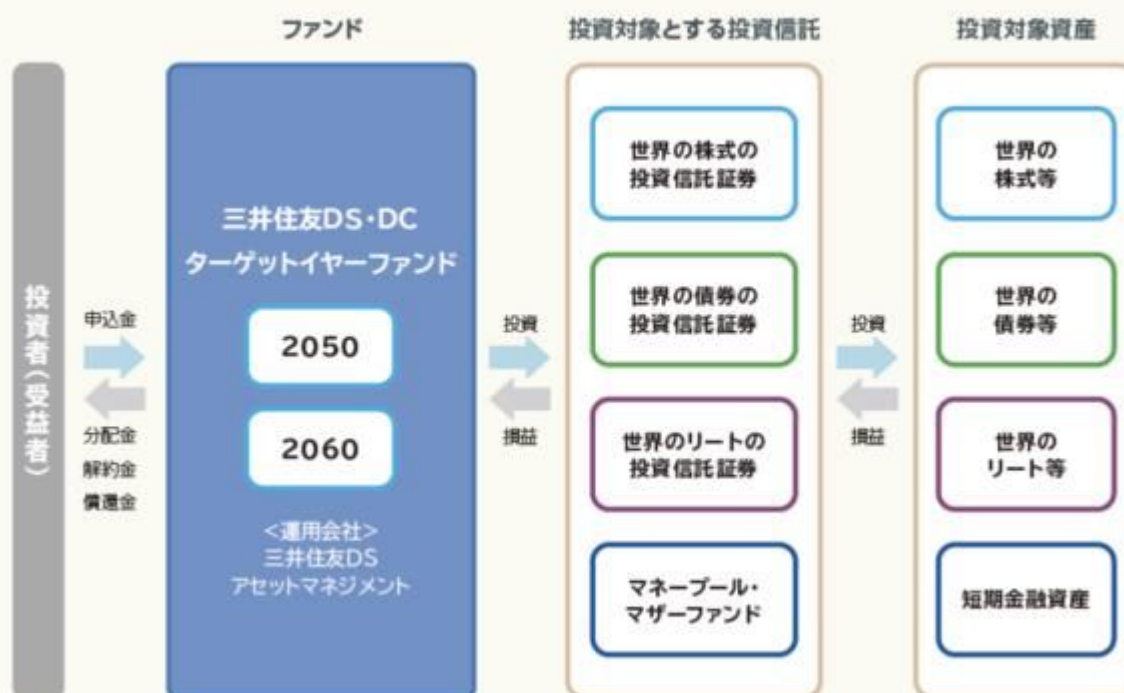 ファンド
投資対象とする投資信託
投資対象資産
投資者(受益者)
申込金
分配金
解約金
償還金
三井住友DS・DC
ターゲットイヤーファンド
2050
2060
<運用会社>
三井住友DS
アセットマネジメント
投資
損益
世界の株式の
投資信託証券
世界の債券の
投資信託証券
世界のリートの
投資信託証券
マネープール・
マザーファンド
投資
損益
世界の
株式等
世界の
債券等
世界の
リート等
短期金融資産